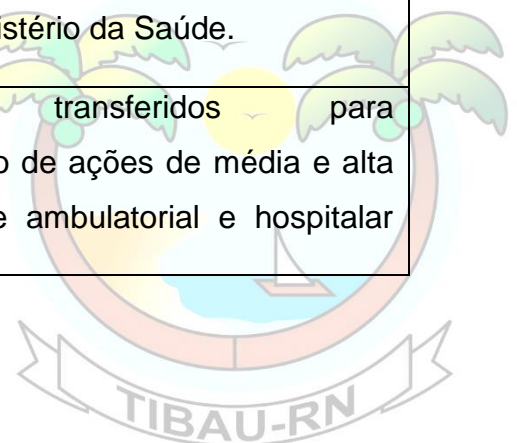 istério da Saúde.
transferidos para
o de ações de média e alta
e ambulatorial e hospitalar
TIBAU-RN